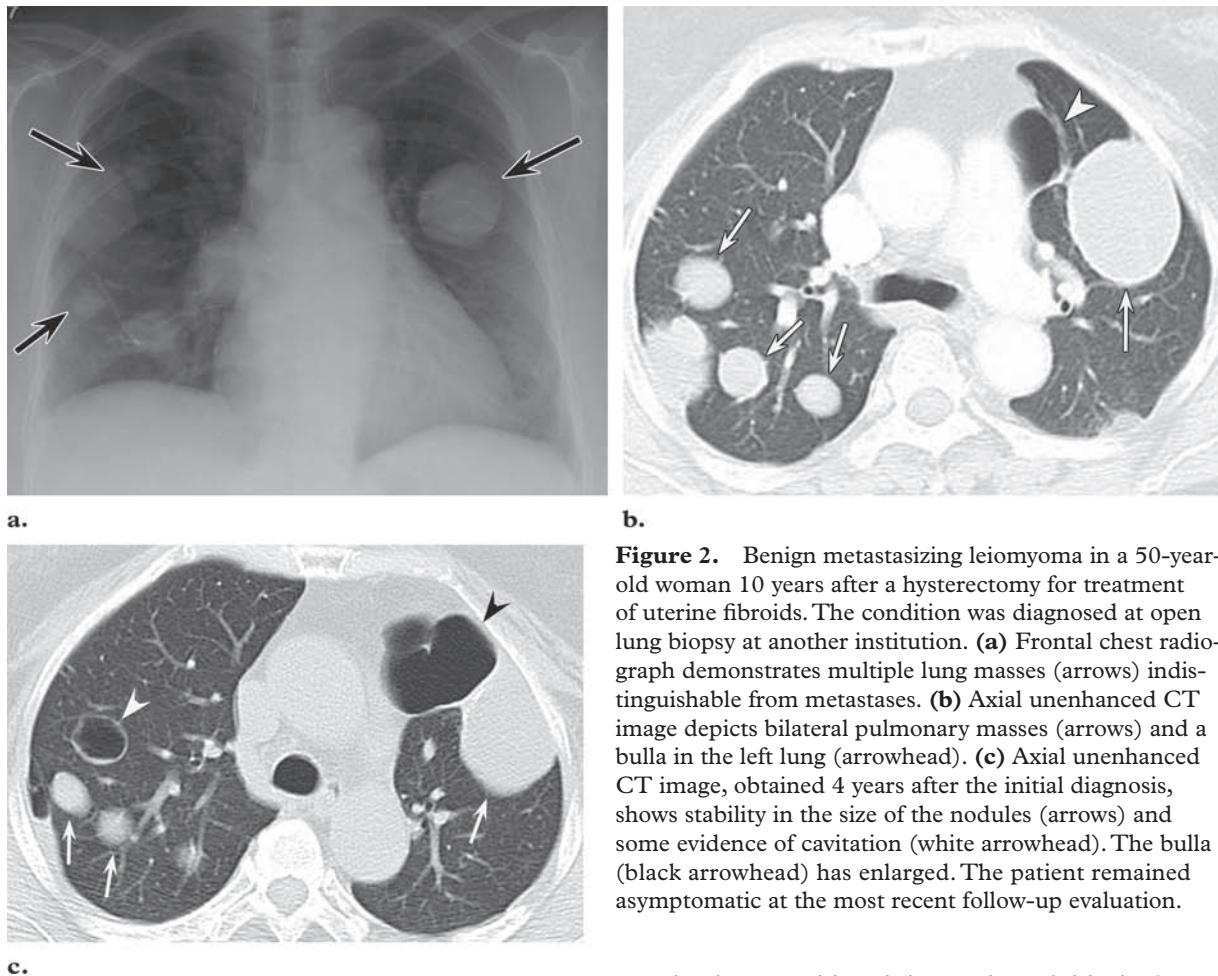 a.
b.
Figure 2. Benign metastasizing leiomyoma in a 50-year-
old woman 10 years after a hysterectomy for treatment
of uterine fibroids. The condition was diagnosed at open
lung biopsy at another institution. (a) Frontal chest radio-
graph demonstrates multiple lung masses (arrows) indis-
tinguishable from metastases. (b) Axial unenhanced CT
image depicts bilateral pulmonary masses (arrows) and a
bulla in the left lung (arrowhead). (c) Axial unenhanced
CT image, obtained 4 years after the initial diagnosis,
shows stability in the size of the nodules (arrows) and
some evidence of cavitation (white arrowhead). The bulla
(black arrowhead) has enlarged. The patient remained
asymptomatic at the most recent follow-up evaluation.
c.